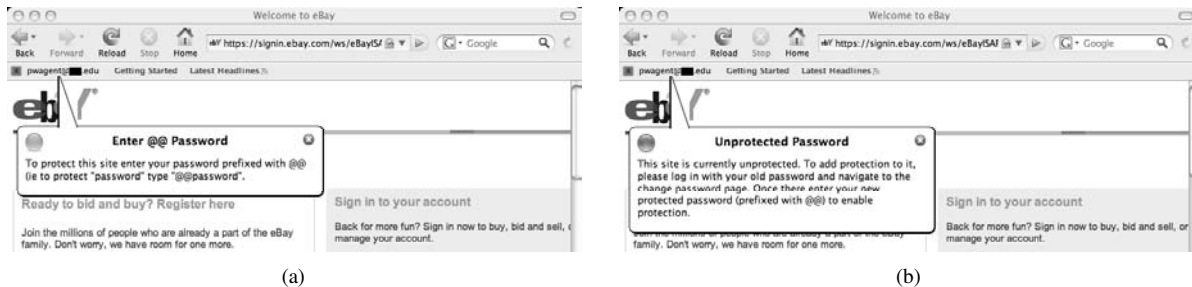 Welcome to eBay
Back Forward Reload Stop Home https://signin.ebay.com/ws/eBayISAI Google
pwagent@ .edu Getting Started Latest Headlines
eb
Enter @@ Password
To protect this site enter your password prefixed with @@
(ie to protect "password" type "@@password".
Ready to bid and buy? Register here
Join the millions of people who are already a part of the eBay
family. Don't worry, we have room for one more.
Sign in to your account
Back for more fun? Sign in now to buy, bid and sell,
manage your account.
(a)
Welcome to eBay
Back Forward Reload Stop Home https://signin.ebay.com/ws/eBayISAI Google
pwagent@ .edu Getting Started Latest Headlines
eb
Unprotected Password
This site is currently unprotected. To add protection to it,
please log in with your old password and navigate to the
change password page. Once there enter your new
protected password (prefixed with @@) to enable
protection.
family. Don't worry, we have room for one more.
Sign in to your account
Back for more fun? Sign in now to buy, bid and sell, or
manage your account.
(b)